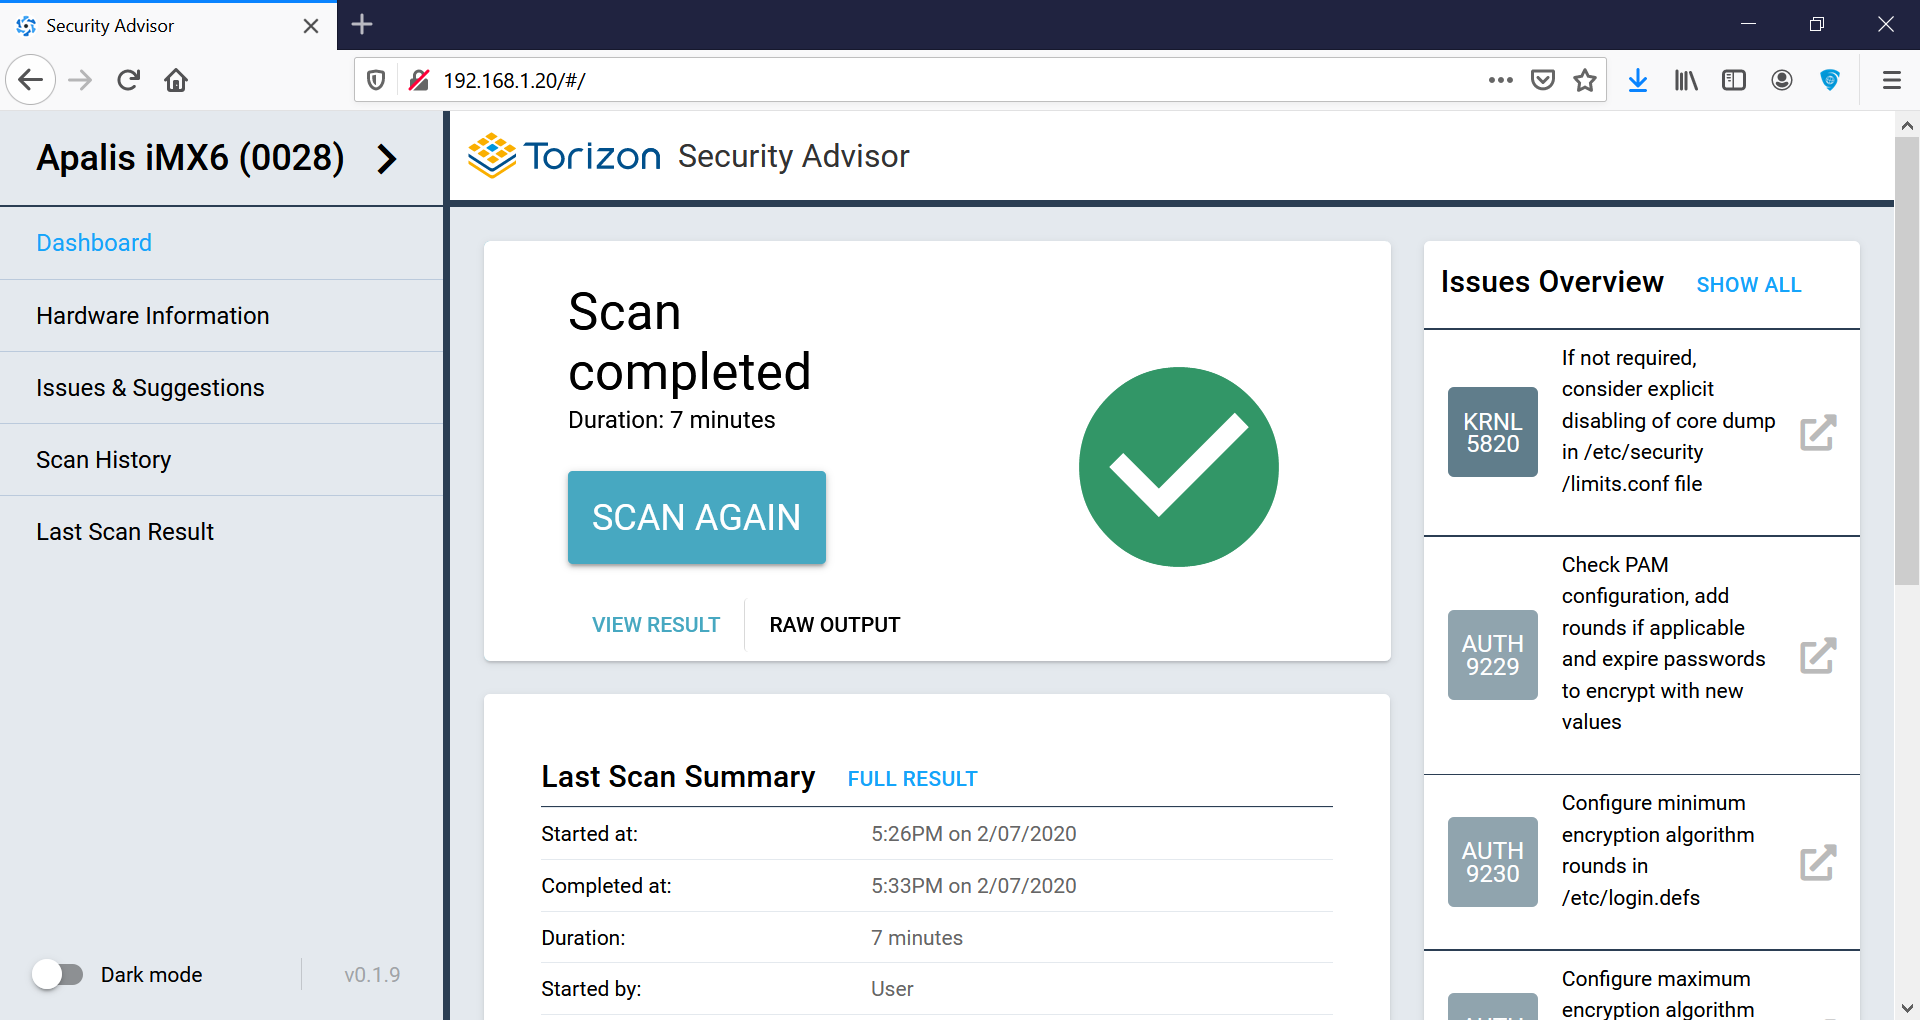 Security Advisor
192.168.1.20/#/
Apalis iMX6 (0028)
Dashboard
Hardware Information
Issues & Suggestions
Scan History
Last Scan Result
Dark mode
v0.1.9
Torizon Security Advisor
Scan
completed
Duration: 7 minutes
SCAN AGAIN
VIEW RESULT
RAW OUTPUT
Last Scan Summary FULL RESULT
Started at: 5:26PM on 2/07/2020
Completed at: 5:33PM on 2/07/2020
Duration: 7 minutes
Started by: User
Issues Overview SHOW ALL
KRNL
5820
If not required,
consider explicit
disabling of core dump
in /etc/security
/limits.conf file
AUTH
9229
Check PAM
configuration, add
rounds if applicable
and expire passwords
to encrypt with new
values
AUTH
9230
Configure minimum
encryption algorithm
rounds in
/etc/login.defs
Configure maximum
encryption algorithm